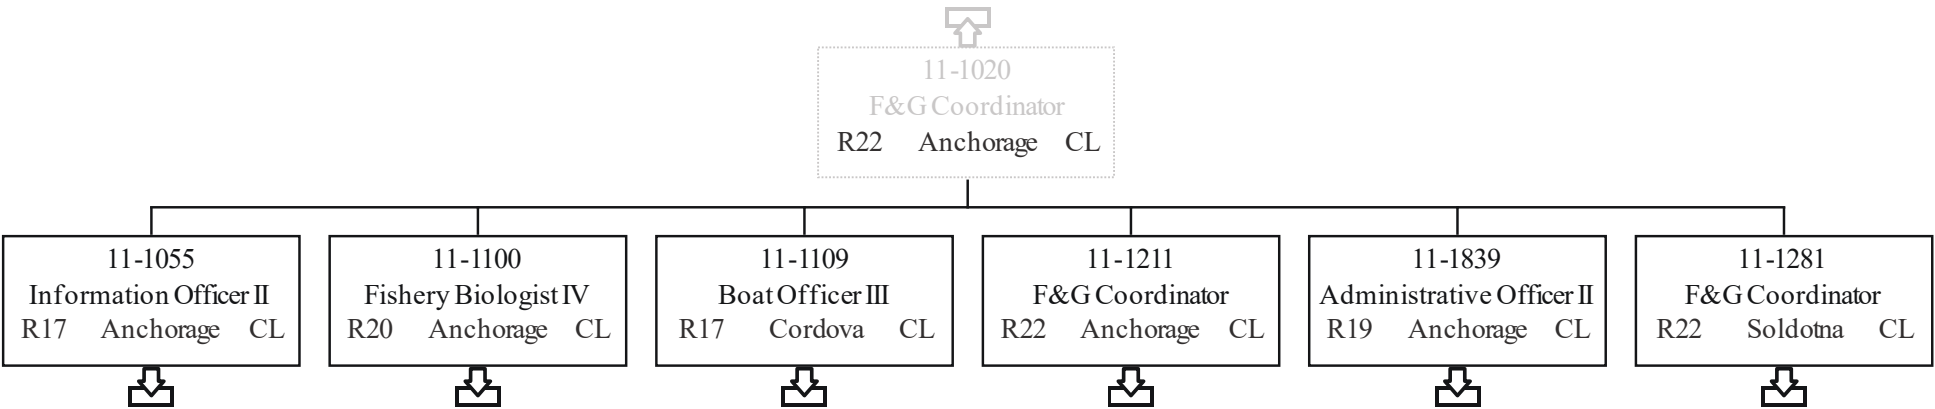 11-1020
F&G Coordinator
R22 Anchorage CL
11-1055
Information Officer II
R17 Anchorage CL
11-1100
Fishery Biologist IV
R20 Anchorage CL
11-1109
Boat Officer III
R17 Cordova CL
11-1211
F&G Coordinator
R22 Anchorage CL
11-1839
Administrative Officer II
R19 Anchorage CL
11-1281
F&G Coordinator
R22 Soldotna CL